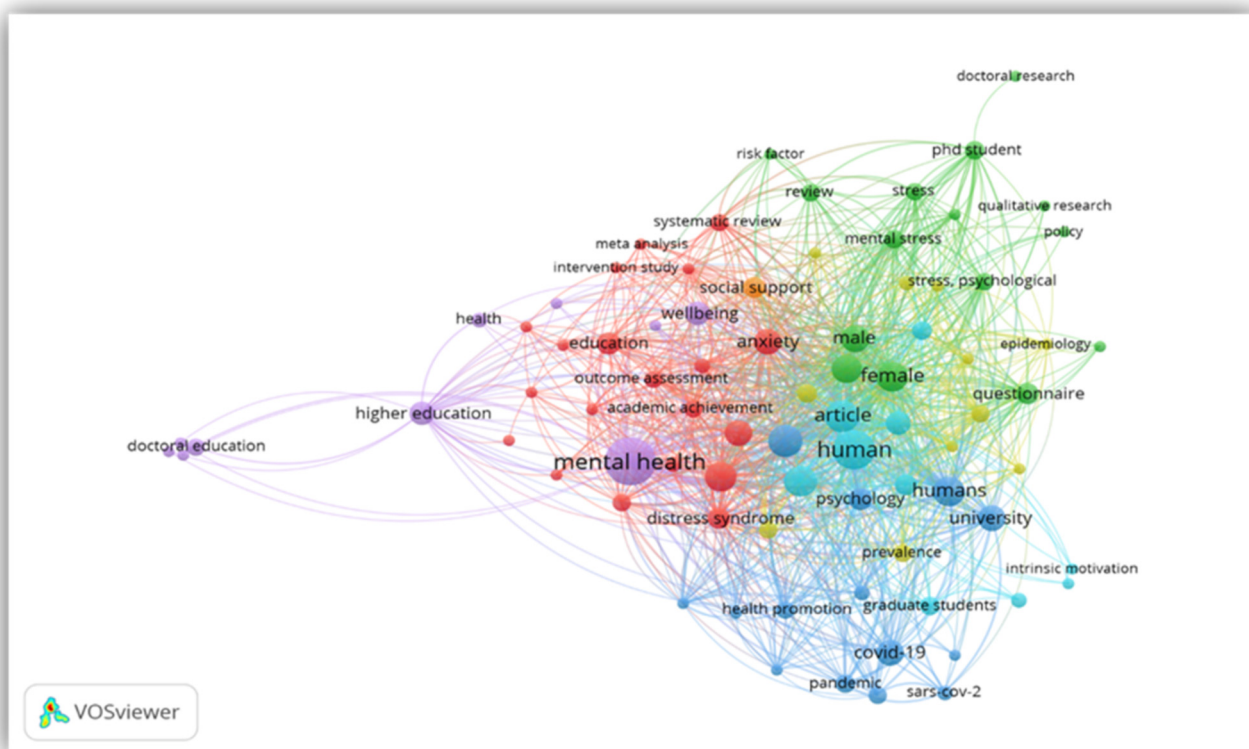 doctoral research
risk factor
phd student
review
stress
qualitative research
systematic review
policy
meta analysis
mental stress
intervention study
social support
stress, psychological
health
wellbeing
education
anxiety
male
epidemiology
outcome assessment
female
questionnaire
higher education
academic achievement
article
doctoral education
mental health
human
psychology
humans
distress syndrome
university
prevalence
intrinsic motivation
health promotion
graduate students
covid-19
pandemic
sars-cov-2
VOSviewer